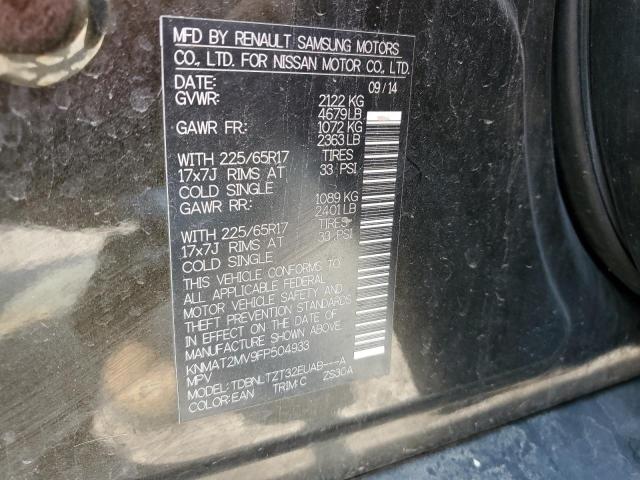 MFD BY RENAULT SAMSUNG MOTORS
CO., LTD. FOR NISSAN MOTOR CO., LTD.
DATE: 09/14
GVWR: 2122 KG
4679 LB
GAWR FR: 1072 KG
2363 LB
WITH 225/65R17 TIRES
17x7J RIMS AT 33 PSI
COLD SINGLE
GAWR RR: 1089 KG
2401 LB
WITH 225/65R17 TIRES
17x7J RIMS AT 33 PSI
COLD SINGLE
THIS VEHICLE CONFORMS TO
ALL APPLICABLE FEDERAL
MOTOR VEHICLE SAFETY AND
THEFT PREVENTION STANDARDS
IN EFFECT ON THE DATE OF
MANUFACTURE SHOWN ABOVE.
KNMAT2MV9FP504933
MPV
MODEL: TDBNLTZT32EUAB---A
COLOR:EAN TRIM:C ZS30A